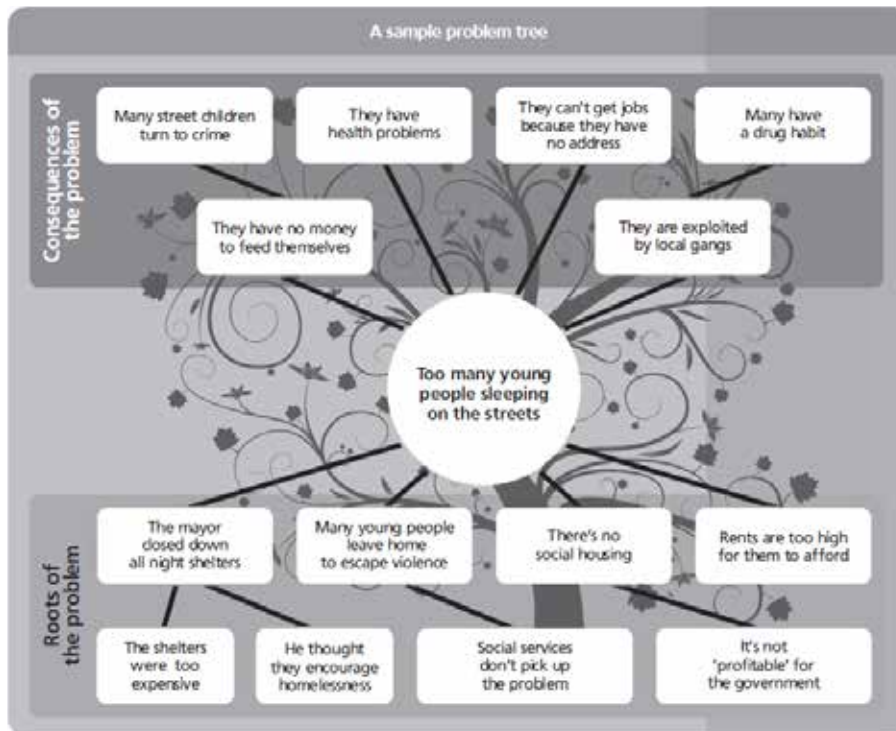 A sample problem tree
Consequences of
the problem
Many street children
turn to crime
They have
health problems
They can't get jobs
because they have
no address
Many have
a drug habit
They have no money
to feed themselves
They are exploited
by local gangs
Too many young
people sleeping
on the streets
Roots of
the problem
The mayor
closed down
all night shelters
Many young people
leave home
to escape violence
There's no
social housing
Rents are too high
for them to afford
The shelters
were too
expensive
He thought
they encourage
homelessness
Social services
don't pick up
the problem
It's not
'profitable' for
the government